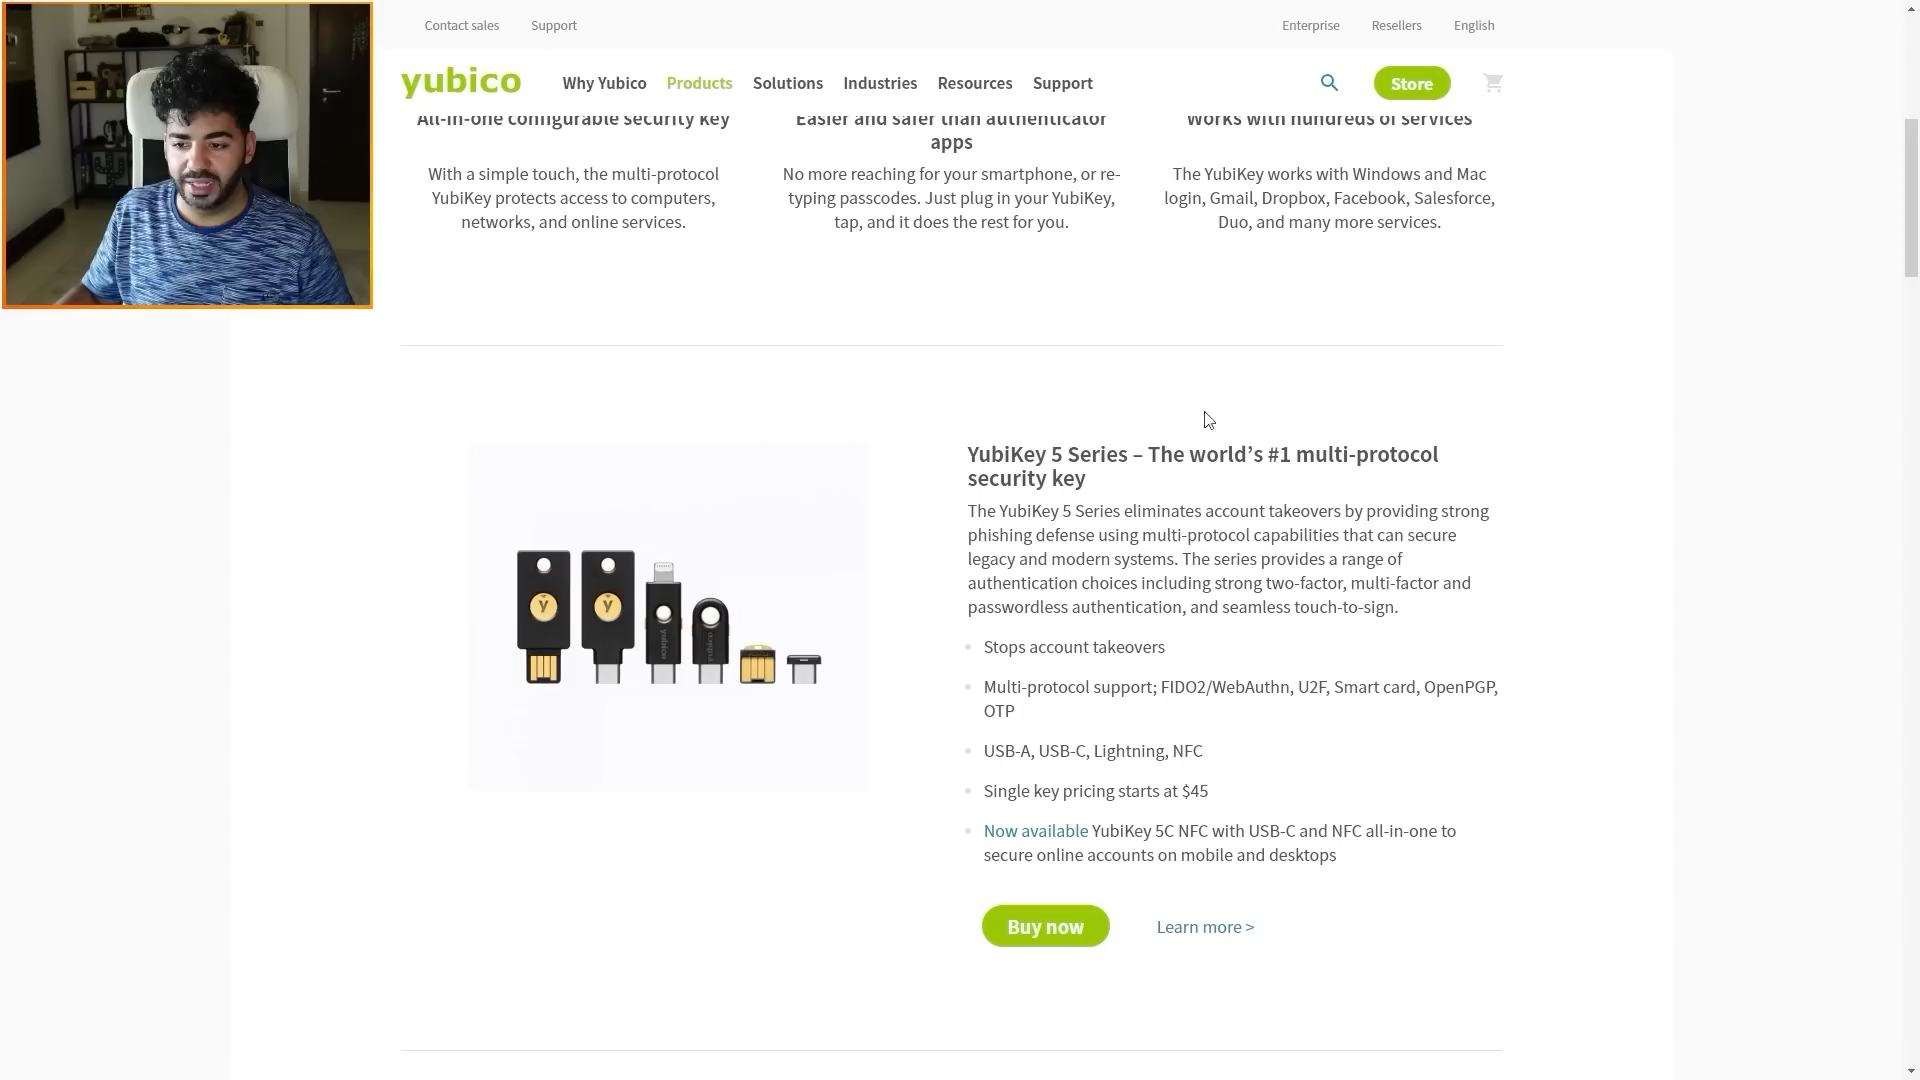 Contact sales
Support
Enterprise
Resellers
English
yubico
Why Yubico
Products
Solutions
Industries
Resources
Support
Store
All-in-one configurable security key
With a simple touch, the multi-protocol
YubiKey protects access to computers,
networks, and online services.
Easier and safer than authenticator
apps
No more reaching for your smartphone, or re-
typing passcodes. Just plug in your YubiKey,
tap, and it does the rest for you.
Works with hundreds of services
The YubiKey works with Windows and Mac
login, Gmail, Dropbox, Facebook, Salesforce,
Duo, and many more services.
y
y
yubico
YubiKey 5 Series – The world’s #1 multi-protocol
security key
The YubiKey 5 Series eliminates account takeovers by providing strong
phishing defense using multi-protocol capabilities that can secure
legacy and modern systems. The series provides a range of
authentication choices including strong two-factor, multi-factor and
passwordless authentication, and seamless touch-to-sign.
Stops account takeovers
Multi-protocol support; FIDO2/WebAuthn, U2F, Smart card, OpenPGP,
OTP
USB-A, USB-C, Lightning, NFC
Single key pricing starts at $45
Now available YubiKey 5C NFC with USB-C and NFC all-in-one to
secure online accounts on mobile and desktops
Buy now
Learn more >